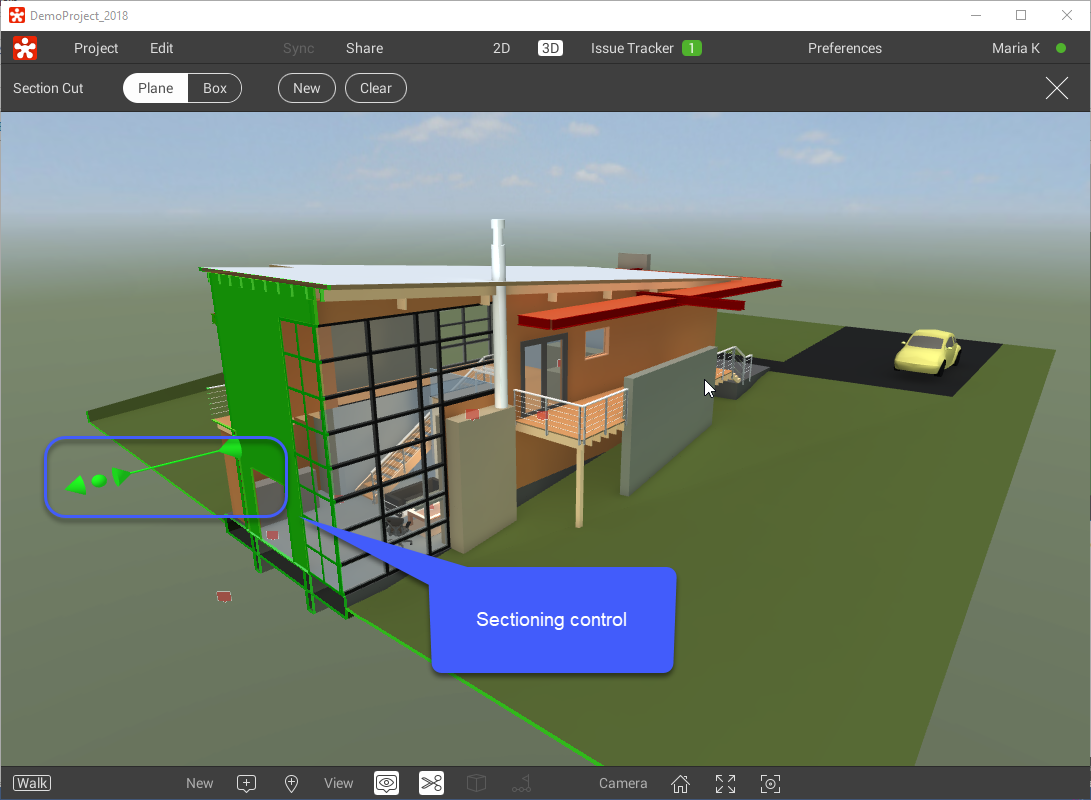 DemoProject_2018
Project Edit Sync Share 2D 3D Issue Tracker 1 Preferences Maria K
Section Cut Plane Box New Clear
Sectioning control
Walk New View Camera